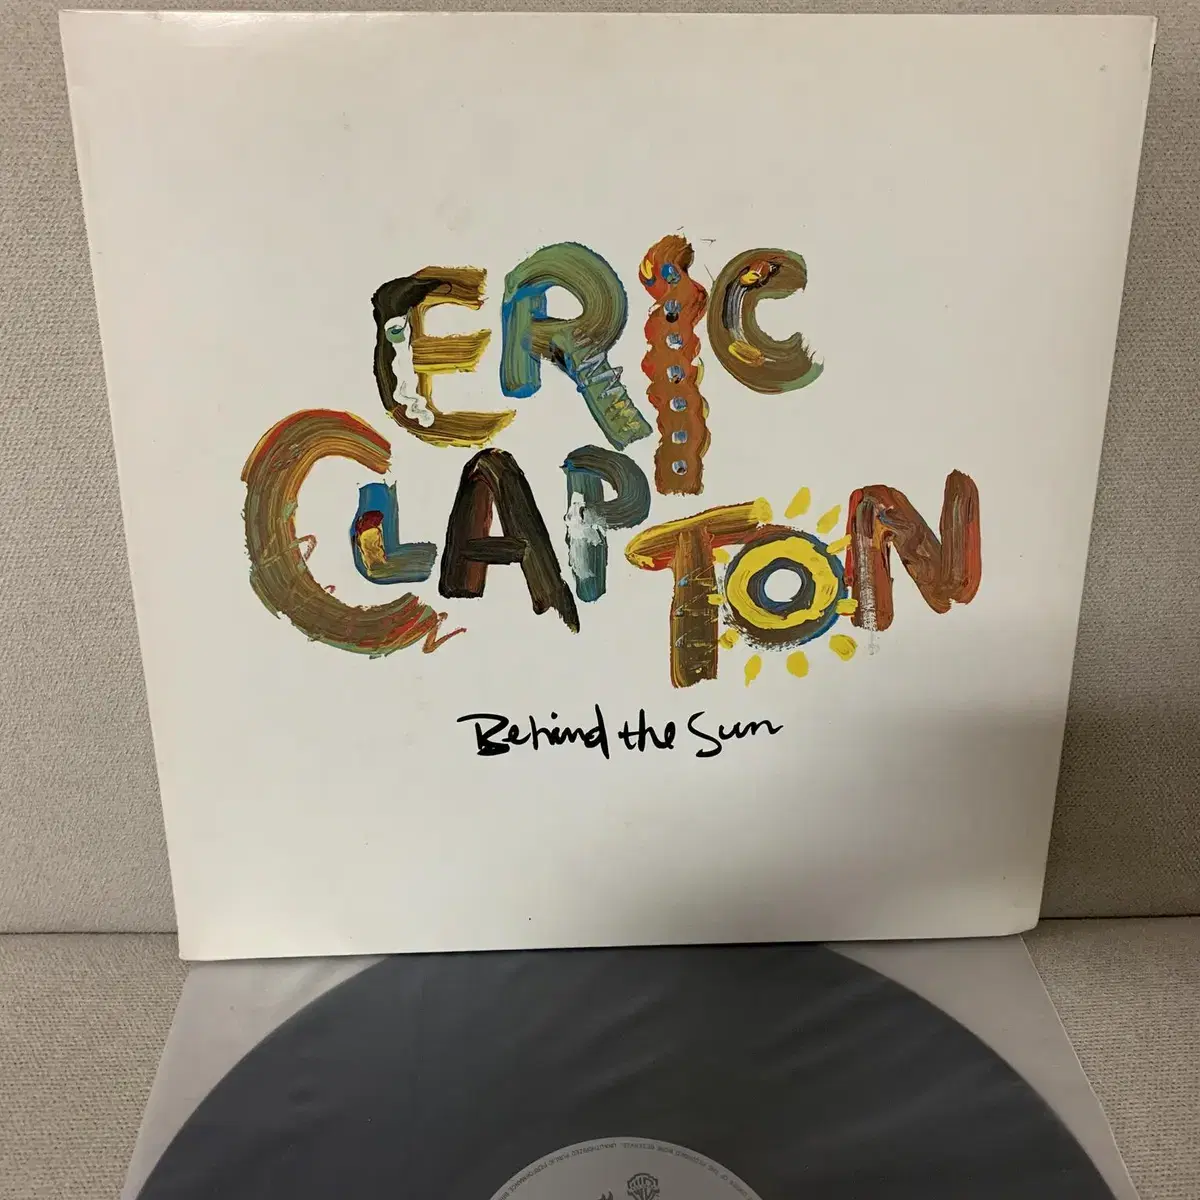 ERIC
CLAPTON
Behind the Sun